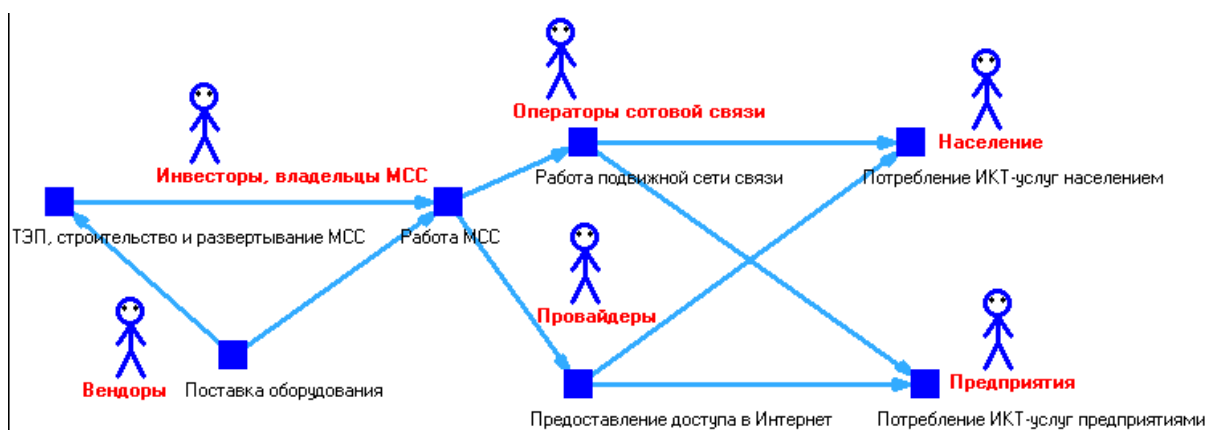 Операторы сотовой связи
Население
Инвесторы, владельцы МСС
Работа подвижной сети связи
Потребление ИКТ-услуг населением
ТЭП, строительство и развертывание МСС
Работа МСС
Провайдеры
Вендоры
Поставка оборудования
Предприятия
Предоставление доступа в Интернет
Потребление ИКТ-услуг предприятиями